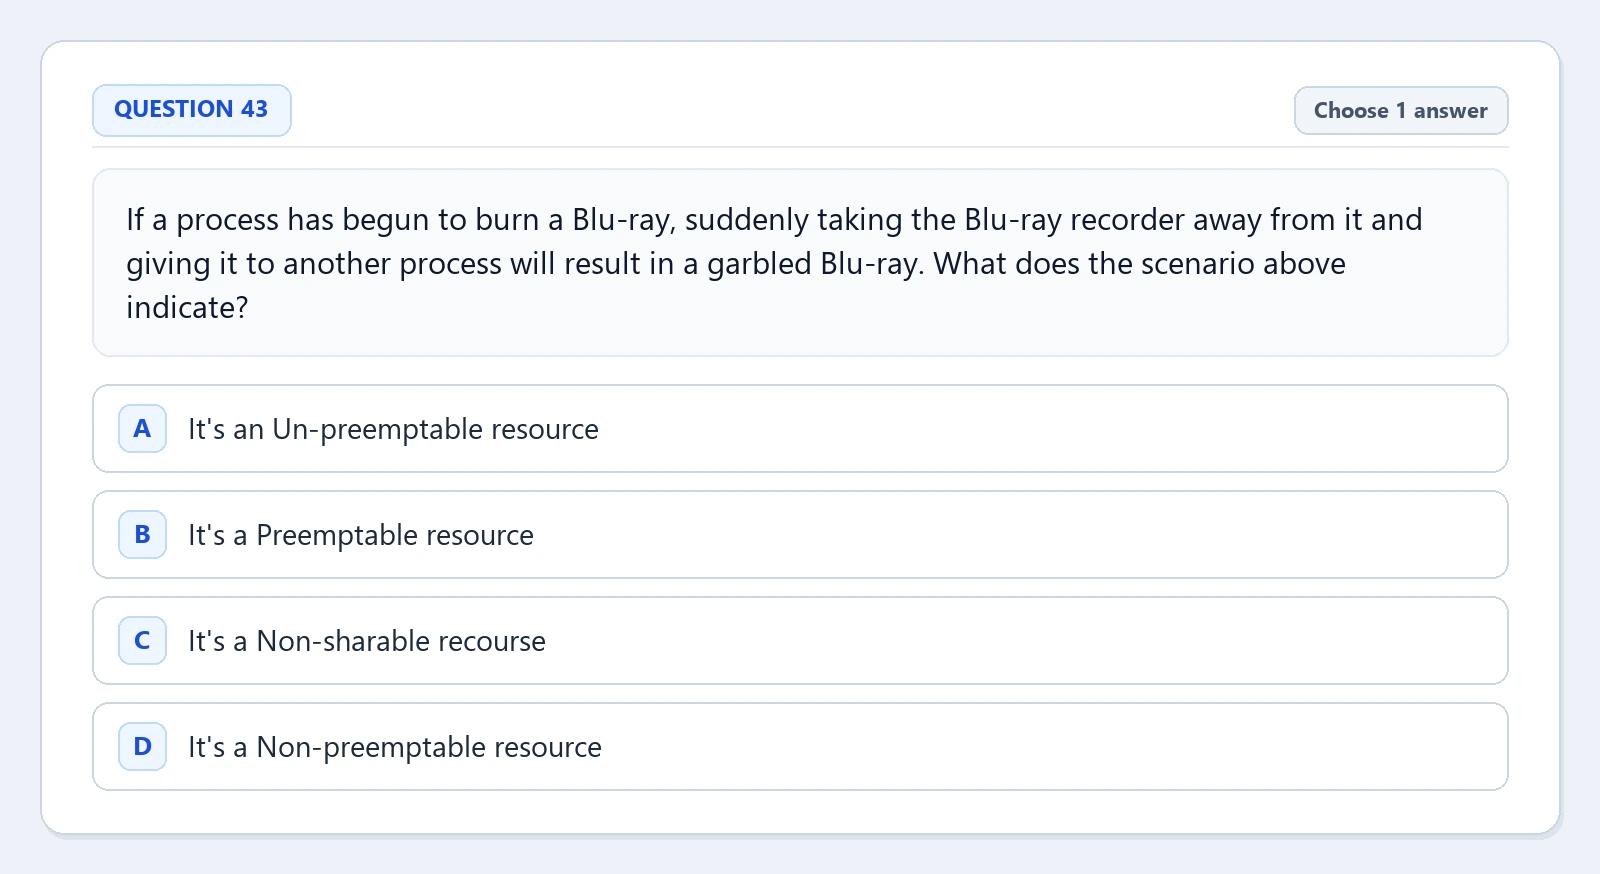 QUESTION 43
Choose 1 answer
If a process has begun to burn a Blu-ray, suddenly taking the Blu-ray recorder away from it and
giving it to another process will result in a garbled Blu-ray. What does the scenario above
indicate?
A It's an Un-preemptable resource
B It's a Preemptable resource
C It's a Non-sharable recourse
D It's a Non-preemptable resource